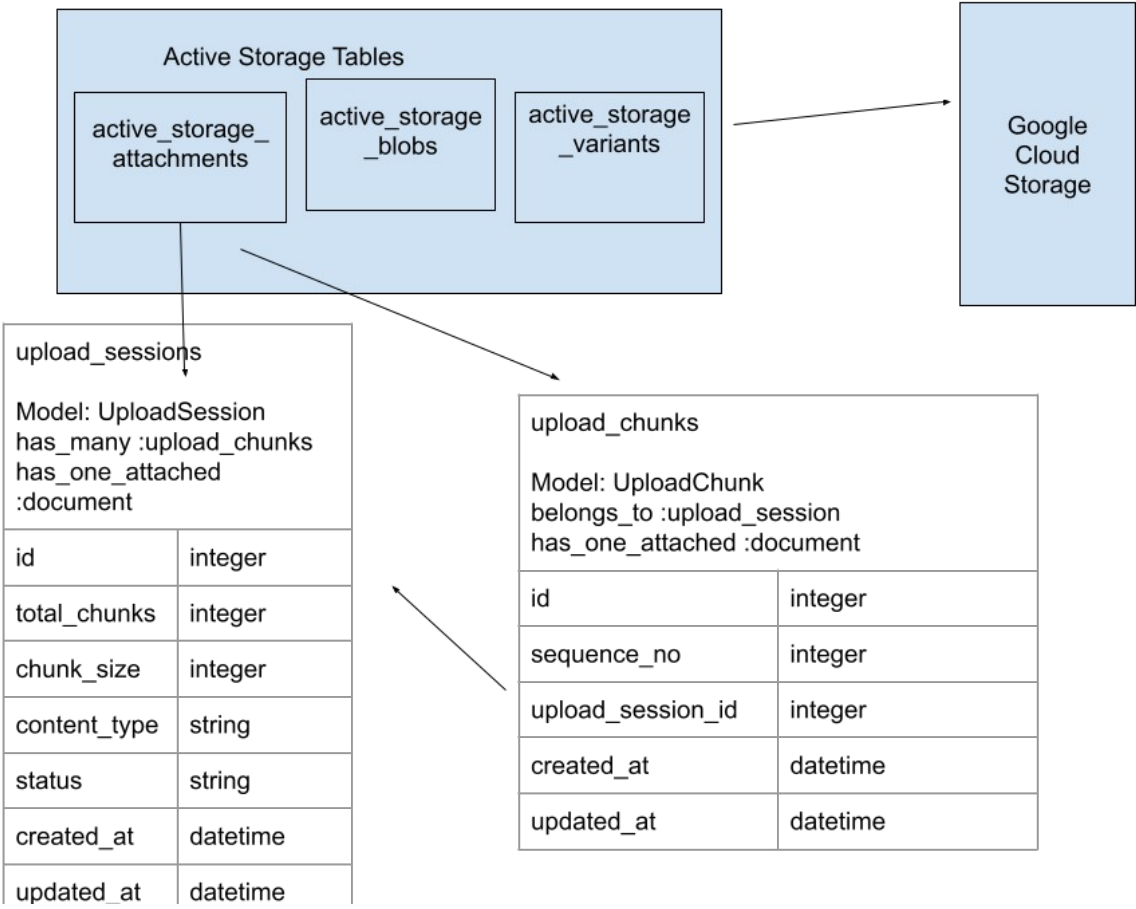 Active Storage Tables
active_storage_
attachments
active_storage
_blobs
active_storage
_variants
Google
Cloud
Storage
upload_sessions
Model: UploadSession
has_many :upload_chunks
has_one_attached
:document
id integer
total_chunks integer
chunk_size integer
content_type string
status string
created_at datetime
updated_at datetime
upload_chunks
Model: UploadChunk
belongs_to :upload_session
has_one_attached :document
id integer
sequence_no integer
upload_session_id integer
created_at datetime
updated_at datetime